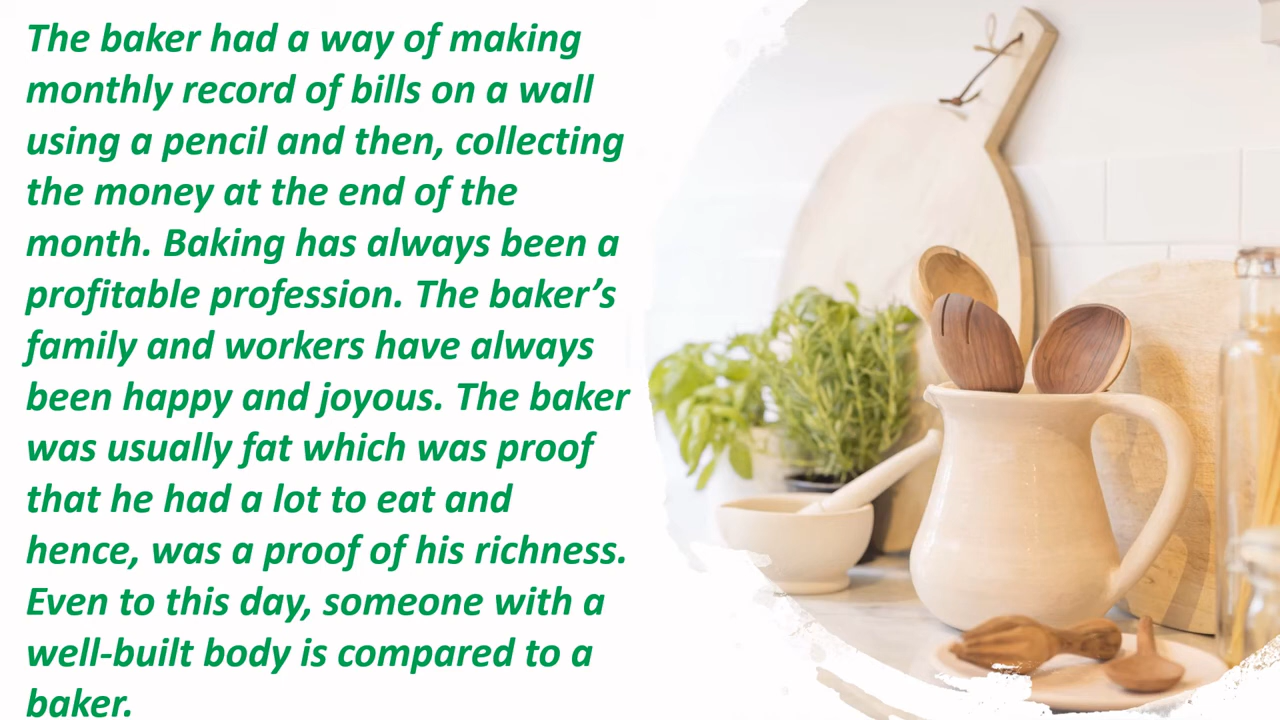 The baker had a way of making
monthly record of bills on a wall
using a pencil and then, collecting
the money at the end of the
month. Baking has always been a
profitable profession. The baker’s
family and workers have always
been happy and joyous. The baker
was usually fat which was proof
that he had a lot to eat and
hence, was a proof of his richness.
Even to this day, someone with a
well-built body is compared to a
baker.